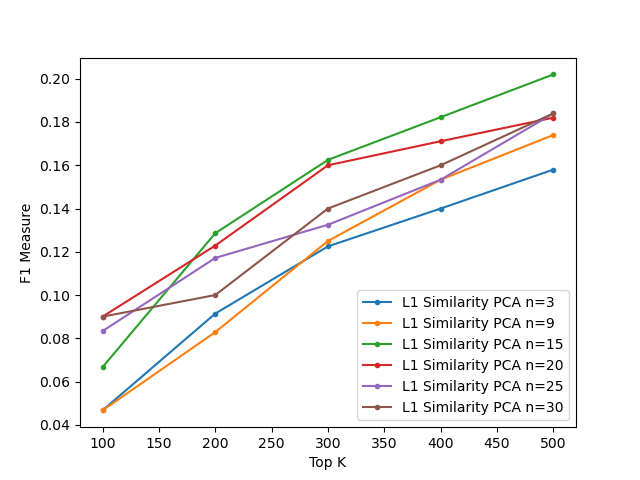 0.20
0.18
0.16
0.14
0.12
0.10
0.08
0.06
0.04
F1 Measure
L1 Similarity PCA n=3
L1 Similarity PCA n=9
L1 Similarity PCA n=15
L1 Similarity PCA n=20
L1 Similarity PCA n=25
L1 Similarity PCA n=30
100 150 200 250 300 350 400 450 500
Top K